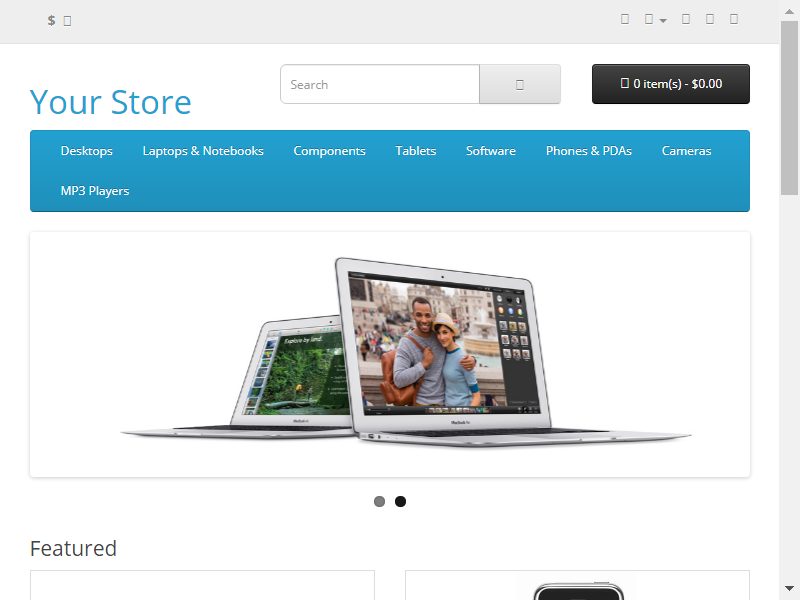 $
Your Store
Search
0 item(s) - $0.00
Desktops
Laptops & Notebooks
Components
Tablets
Software
Phones & PDAs
Cameras
MP3 Players
Explore by land.
Featured